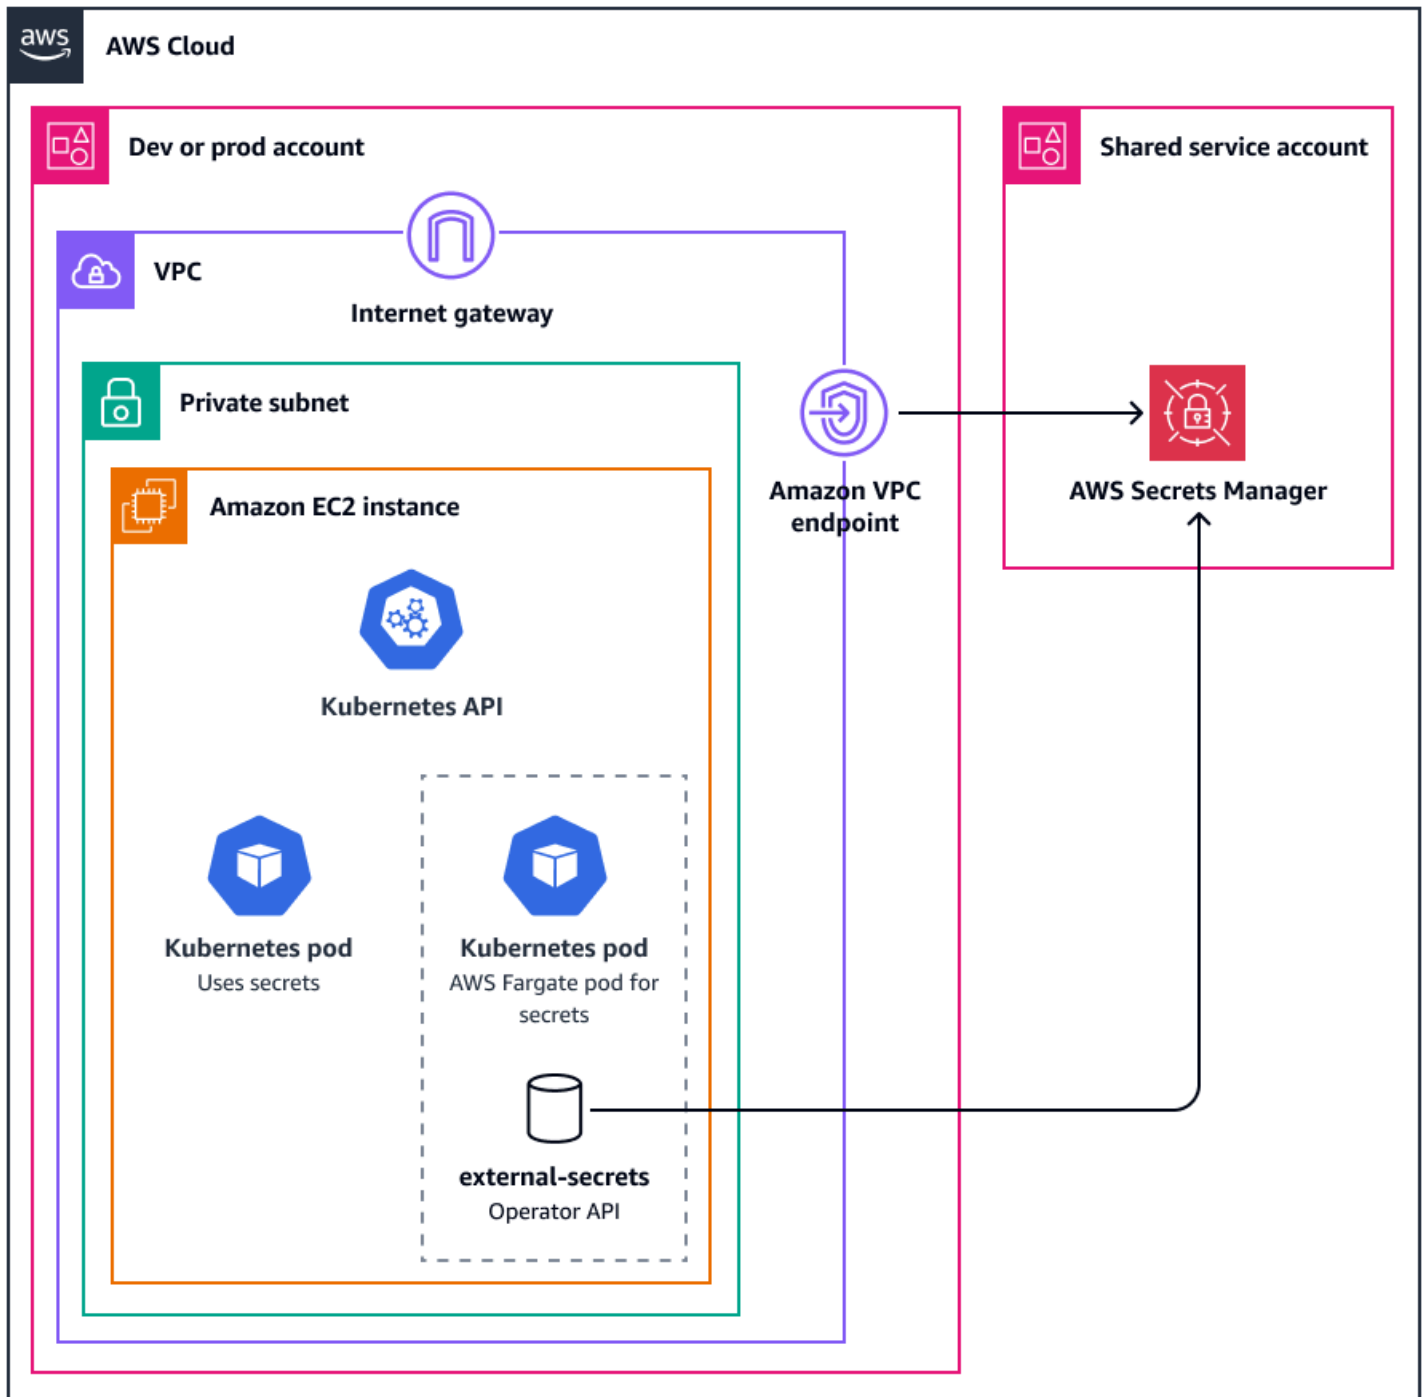 aws
AWS Cloud
Dev or prod account
Shared service account
VPC
Internet gateway
Private subnet
Amazon EC2 instance
Amazon VPC
endpoint
AWS Secrets Manager
Kubernetes API
Kubernetes pod
Uses secrets
Kubernetes pod
AWS Fargate pod for
secrets
external-secrets
Operator API